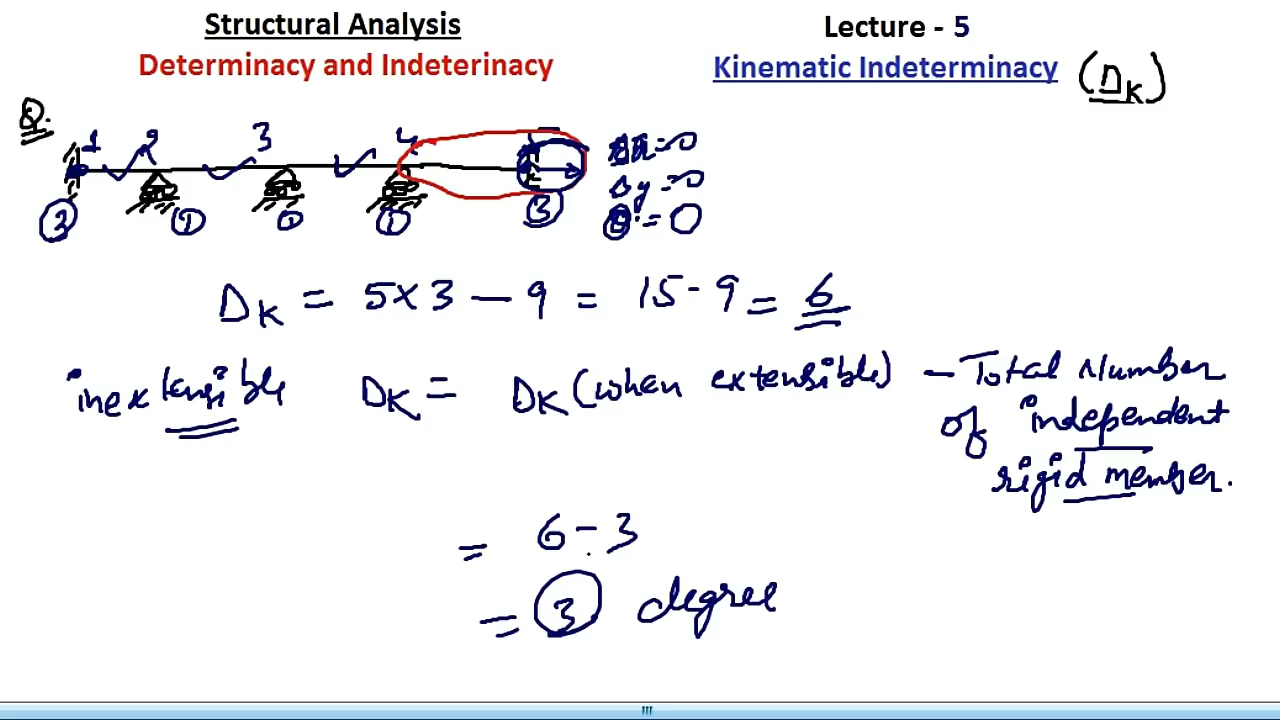 Structural Analysis
Lecture - 5
Determinacy and Indeterinacy
Kinematic Indeterminacy (DK)
Q.
1 2 3 4
Δy = 0
θ = 0
3 1 1 1 3
DK = 5 × 3 - 9 = 15 - 9 = 6
inextensible DK = DK (when extensible) - Total Number
of independent
rigid member.
= 6 - 3
= 3 degree